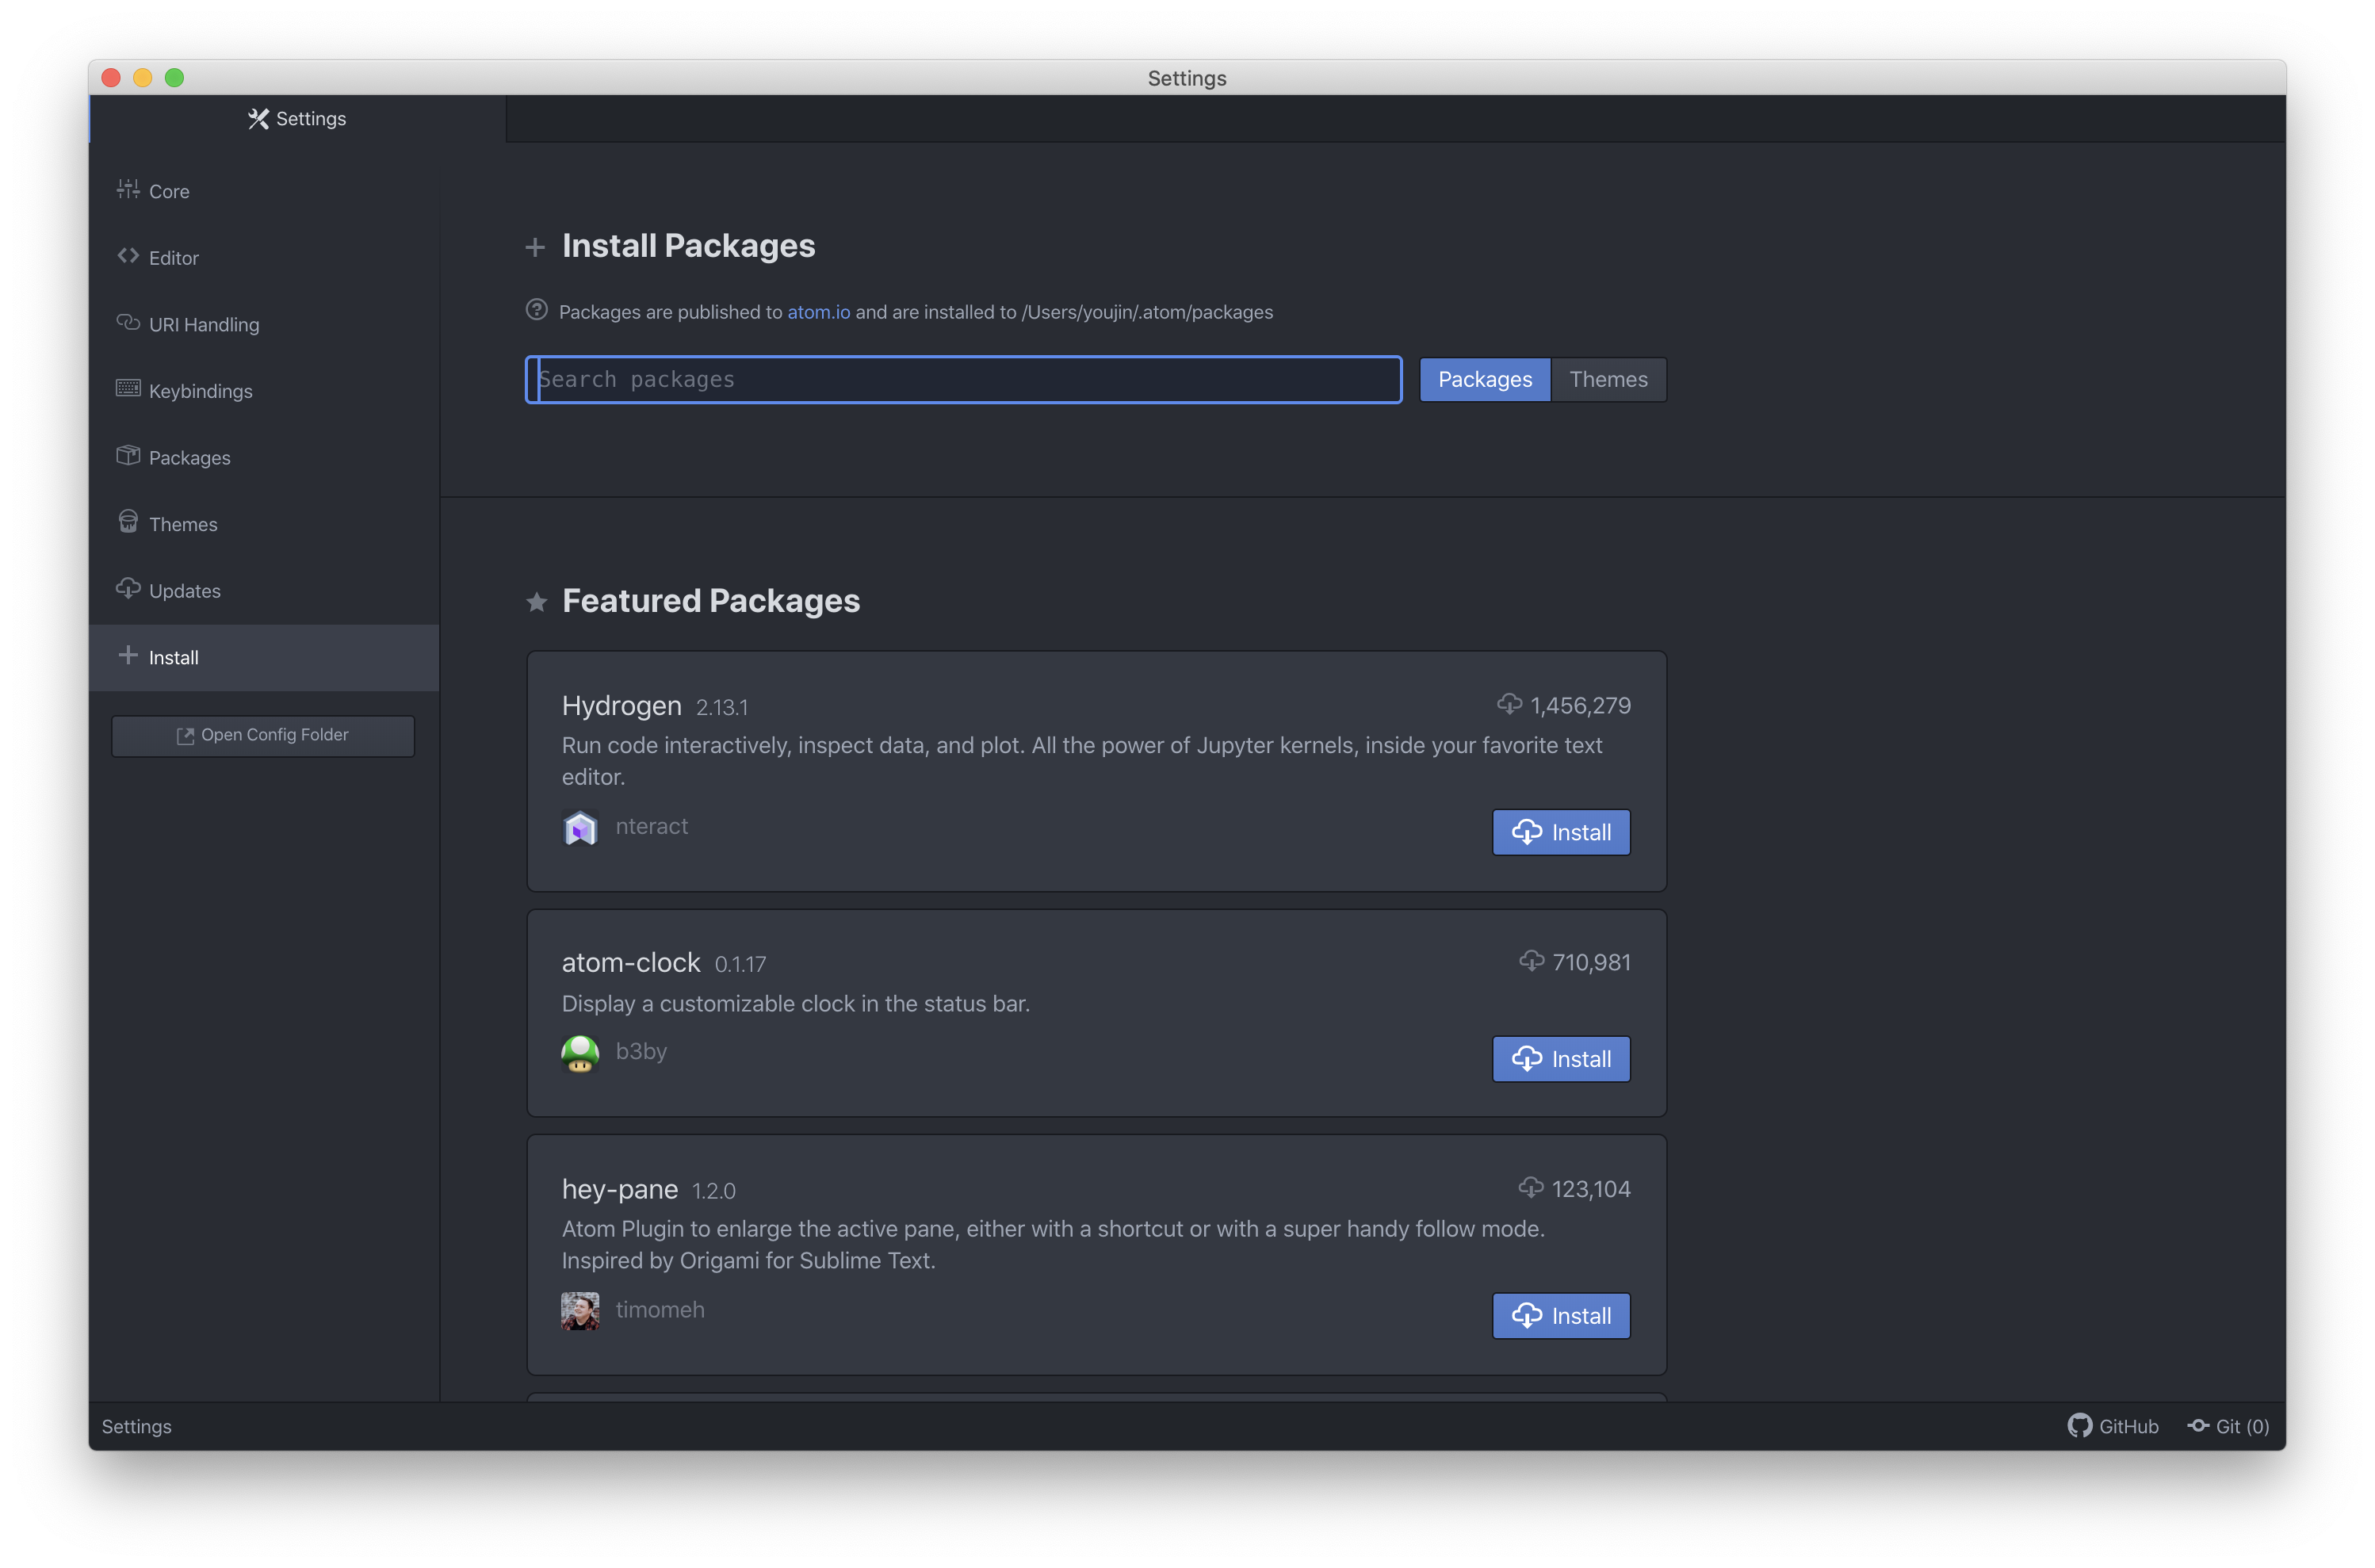 Settings
Settings
Core
Editor
URI Handling
Keybindings
Packages
Themes
Updates
Install
Open Config Folder
Install Packages
Packages are published to atom.io and are installed to /Users/youjin/.atom/packages
Search packages
Packages Themes
Featured Packages
Hydrogen 2.13.1 1,456,279
Run code interactively, inspect data, and plot. All the power of Jupyter kernels, inside your favorite text
editor.
nteract Install
atom-clock 0.1.17 710,981
Display a customizable clock in the status bar.
b3by Install
hey-pane 1.2.0 123,104
Atom Plugin to enlarge the active pane, either with a shortcut or with a super handy follow mode.
Inspired by Origami for Sublime Text.
timomeh Install
Settings GitHub Git (0)